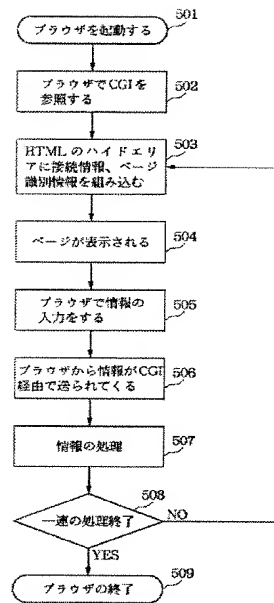 501
ブラウザを起動する
502
ブラウザでCGIを
参照する
503
HTMLのハイドエリ
アに接続情報、ページ
識別情報を組み込む
504
ページが表示される
505
ブラウザで情報の
入力をする
506
ブラウザから情報がCGI
経由で送られてくる
507
情報の処理
508
一連の処理終了
NO
YES
509
ブラウザの終了